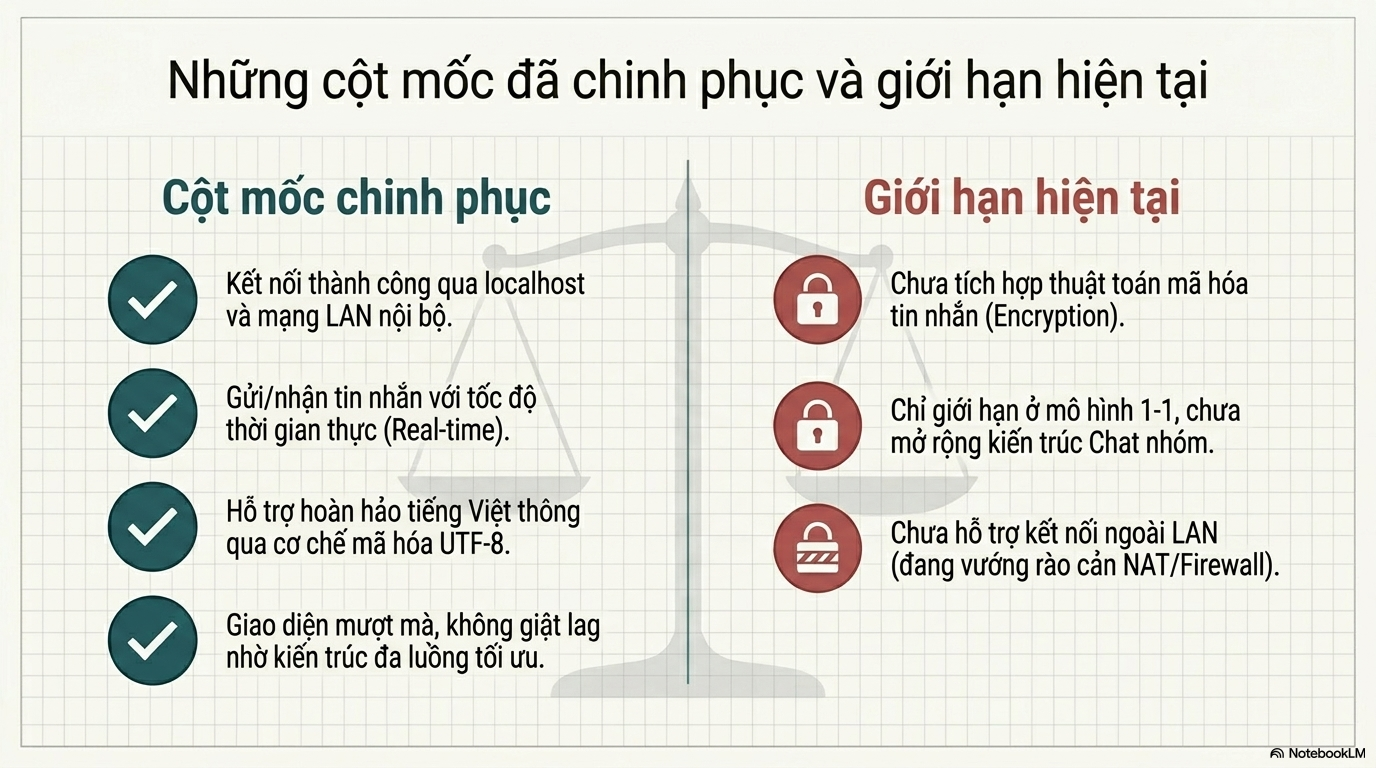 Những cột mốc đã chinh phục và giới hạn hiện tại
Cột mốc chinh phục
Kết nối thành công qua localhost
và mạng LAN nội bộ.
Gửi/nhận tin nhắn với tốc độ
thời gian thực (Real-time).
Hỗ trợ hoàn hảo tiếng Việt thông
qua cơ chế mã hóa UTF-8.
Giao diện mượt mà, không giật lag
nhờ kiến trúc đa luồng tối ưu.
Giới hạn hiện tại
Chưa tích hợp thuật toán mã hóa
tin nhắn (Encryption).
Chỉ giới hạn ở mô hình 1-1, chưa
mở rộng kiến trúc Chat nhóm.
Chưa hỗ trợ kết nối ngoài LAN
(đang vướng rào cản NAT/Firewall).
NotebookLM